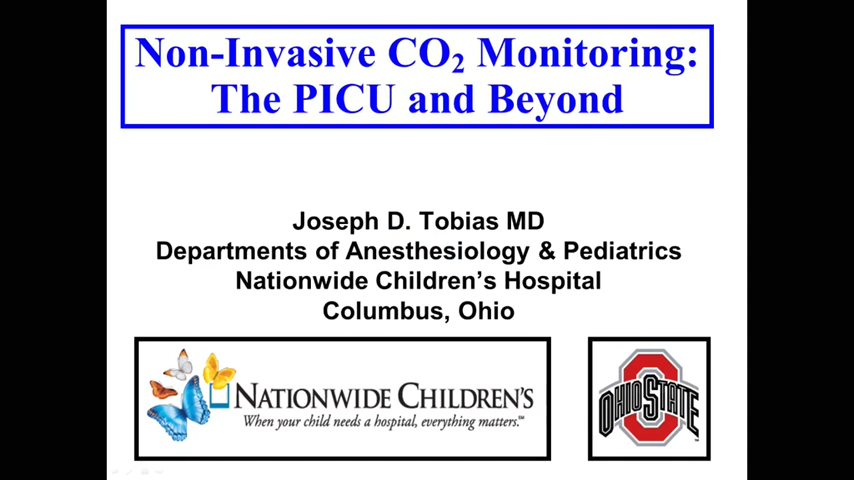 Non-Invasive CO₂ Monitoring:
The PICU and Beyond
Joseph D. Tobias MD
Departments of Anesthesiology & Pediatrics
Nationwide Children’s Hospital
Columbus, Ohio
NATIONWIDE CHILDREN'S
When your child needs a hospital, everything matters.℠
OHIO STATE